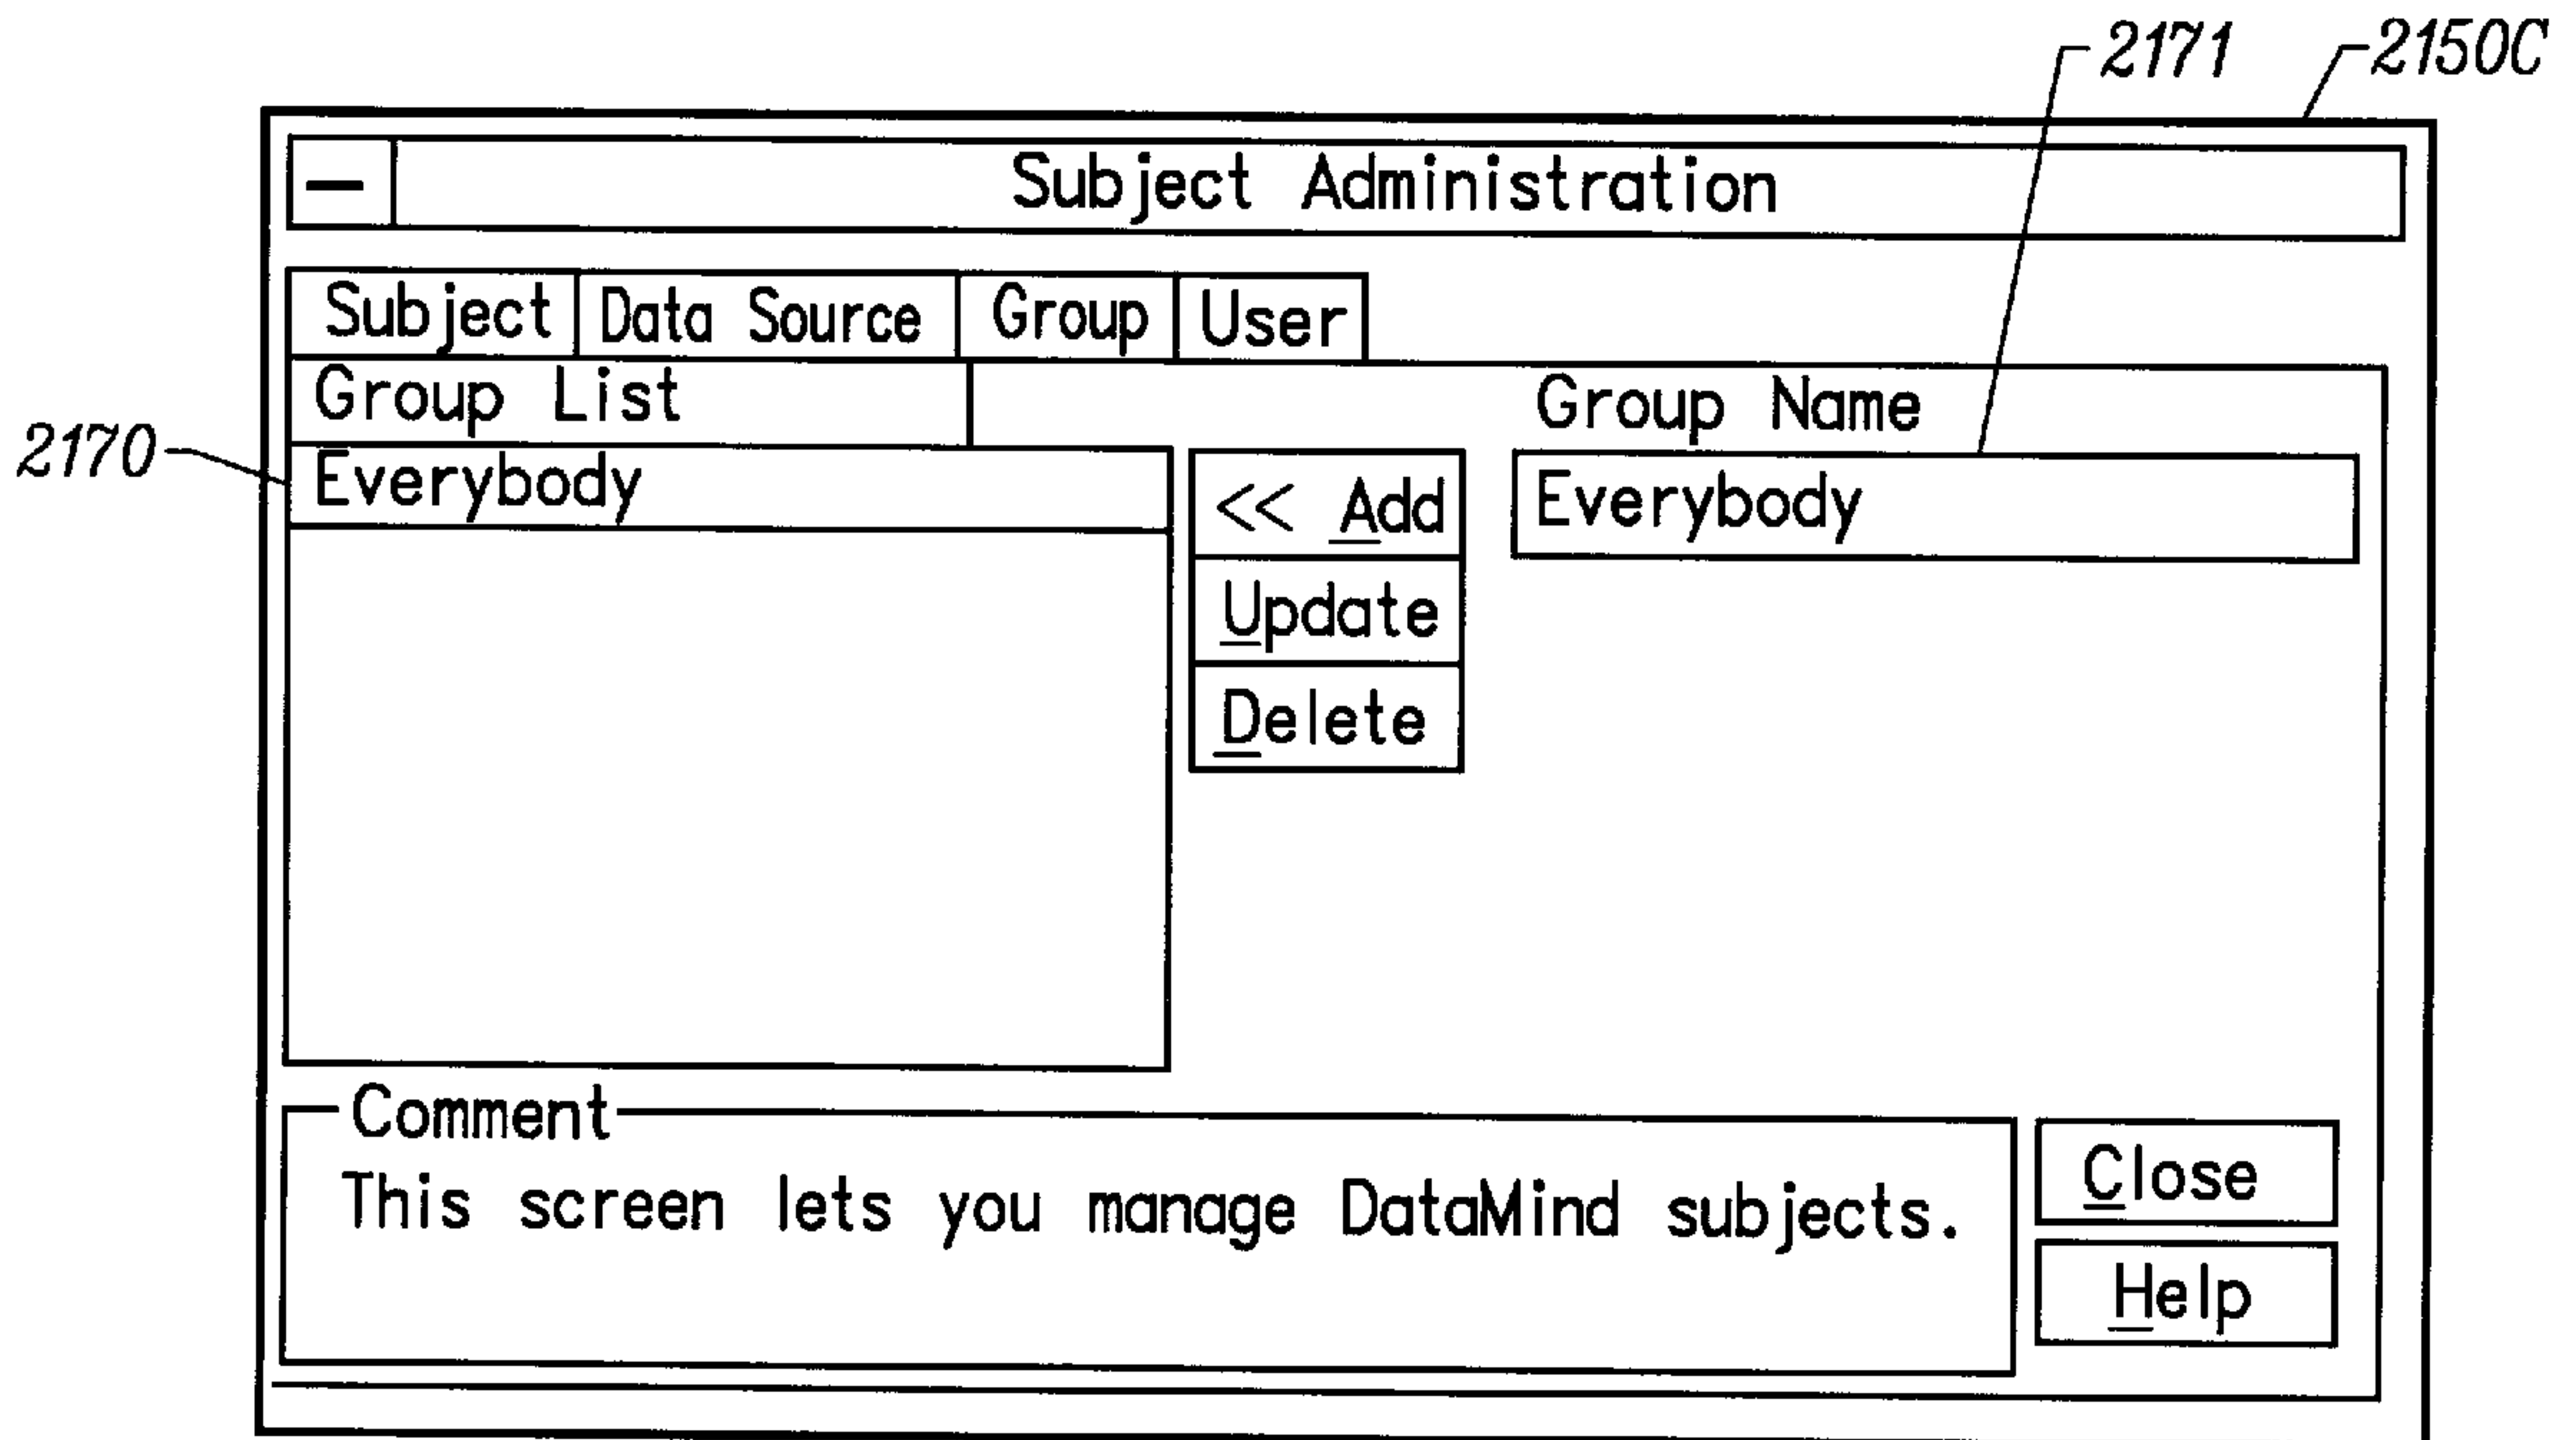 2171
2150C
Subject Administration
Subject Data Source Group User
Group List
Group Name
2170
Everybody
<< Add
Everybody
Update
Delete
Comment
This screen lets you manage DataMind subjects.
Close
Help